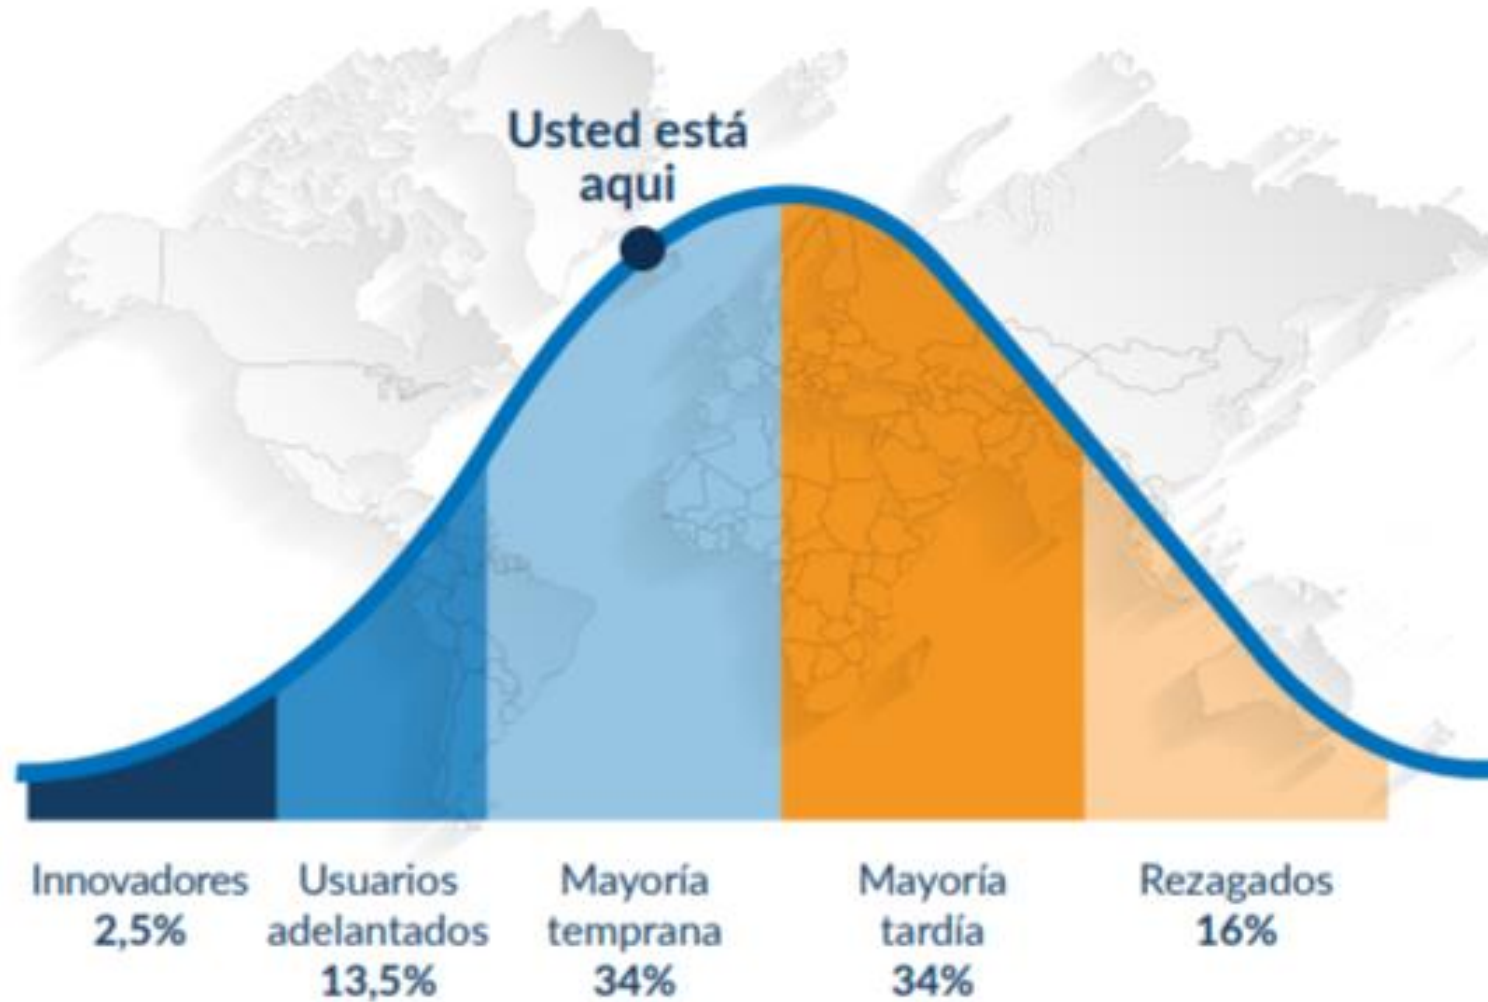 Usted está
aqui
Innovadores
2,5%
Usuarios
adelantados
13,5%
Mayoría
temprana
34%
Mayoría
tardía
34%
Rezagados
16%